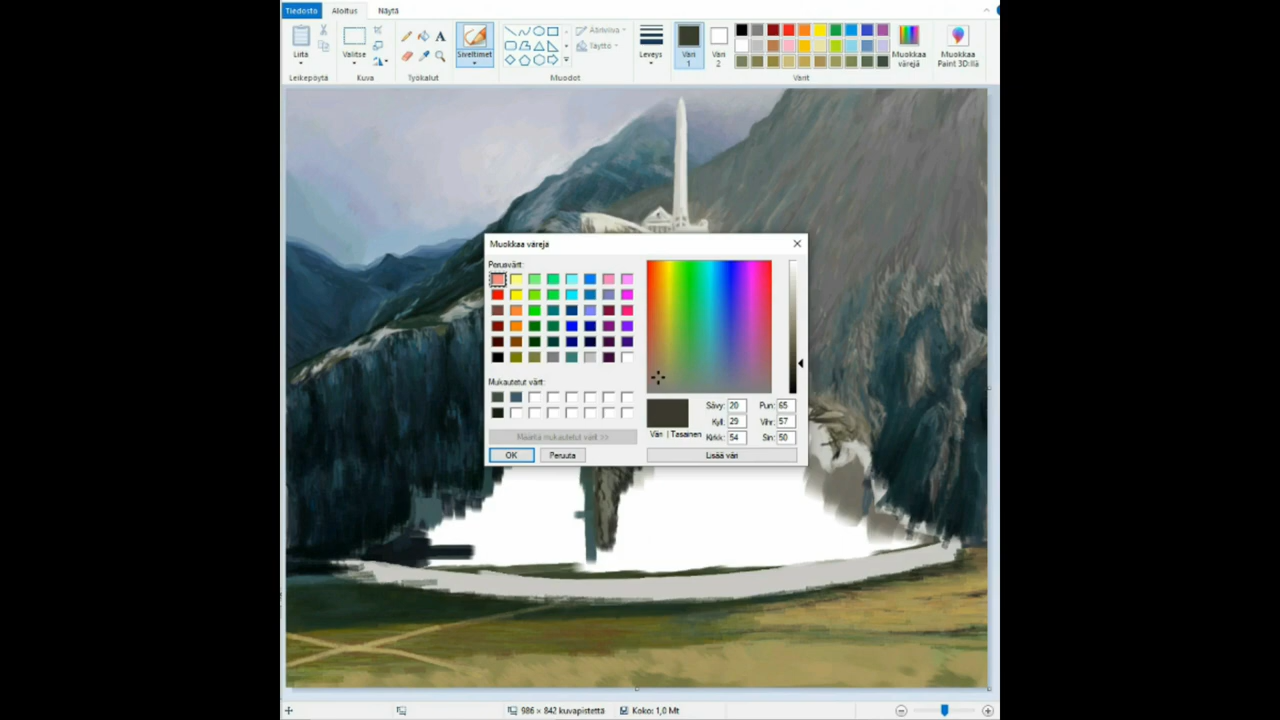 Tiedosto Aloitus Näytä
Liitä Valitse A Siveltimet Ääriviiva Täyttö Leveys Väri 1 Väri 2 Muokkaa värejä Muokkaa Paint 3D:llä
Leikepöytä Kuva Työkalut Muodot Värit
Muokkaa värejä
Perusvärit:
Mukautetut värit:
Sävy: 20 Pun: 65
Kyll: 29 Vihr: 57
Väri | Tasainen Kirkk: 54 Sin: 50
Määritä mukautetut värit >>
OK Peruuta Lisää väri
986 × 842 kuvapistettä Koko: 1,0 Mt